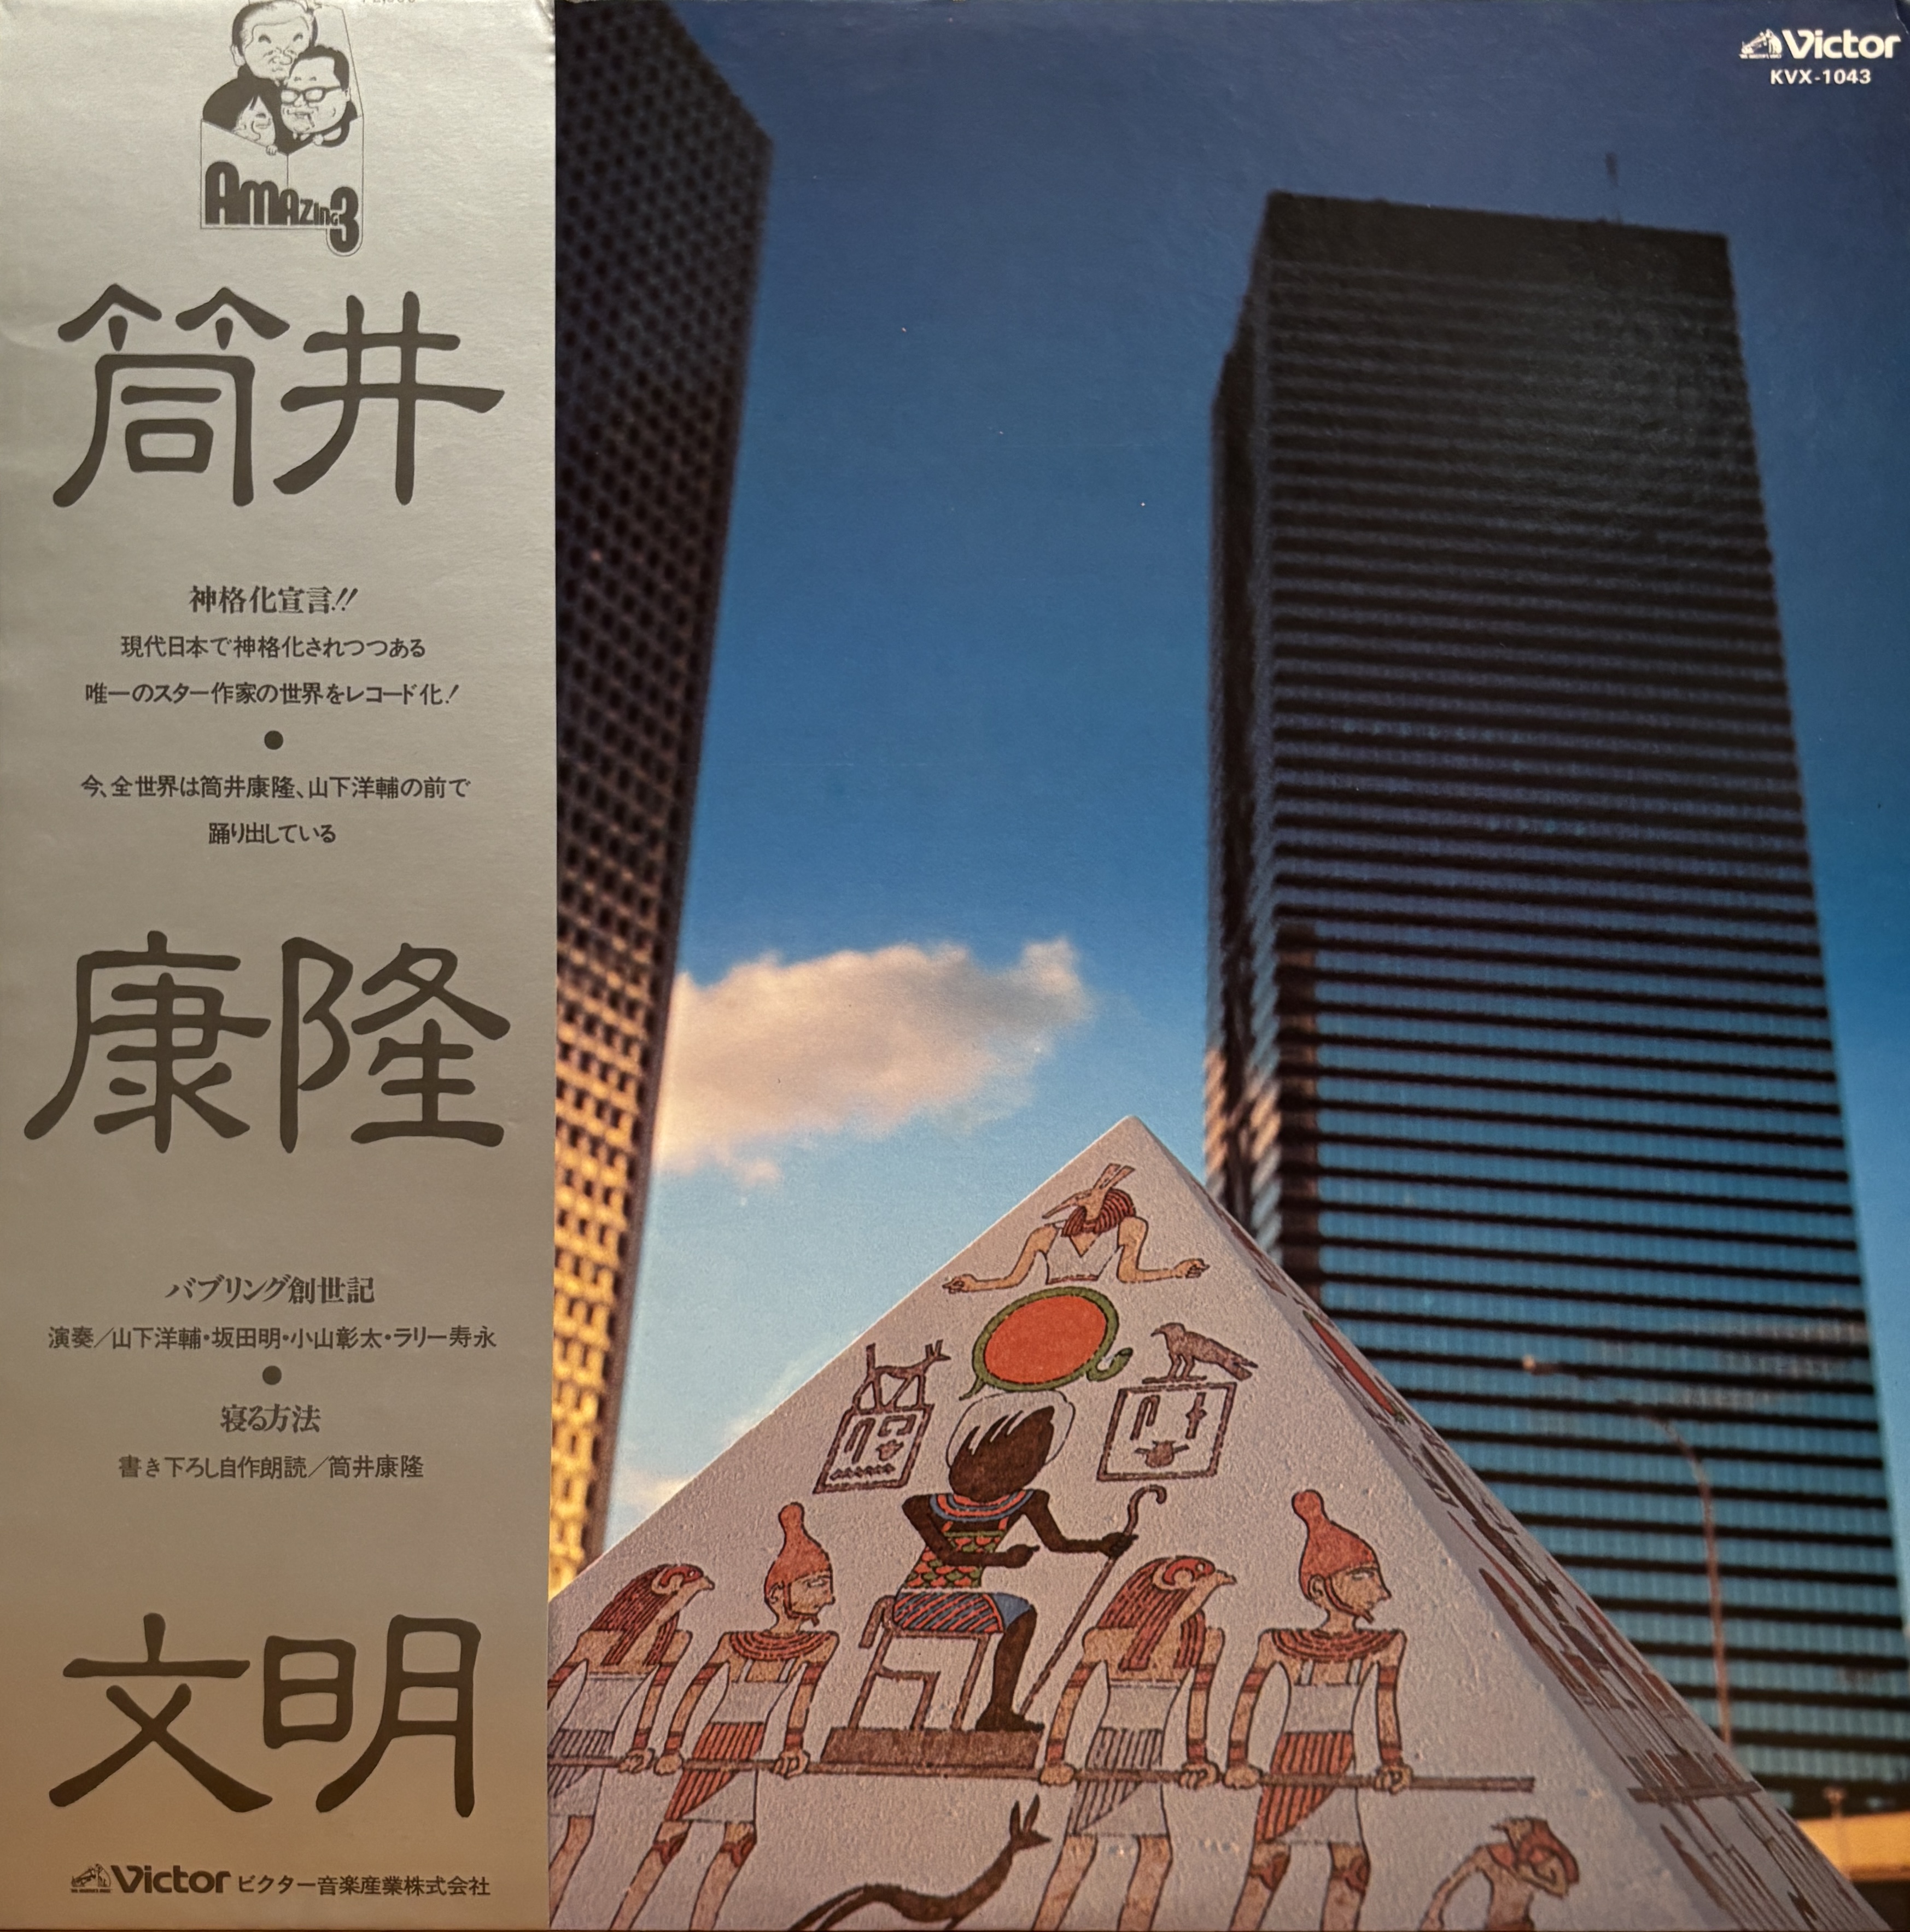 AMAZING3
筒井
神格化宣言!!
現代日本で神格化されつつある
唯一のスター作家の世界をレコード化!
●
今、全世界は筒井康隆、山下洋輔の前で
踊り出している
康隆
バブリング創世記
演奏/山下洋輔・坂田明・小山彰太・ラリー寿永
●
寝る方法
書き下ろし自作朗読/筒井康隆
文明
Victor ビクター音楽産業株式会社
Victor
KVX-1043